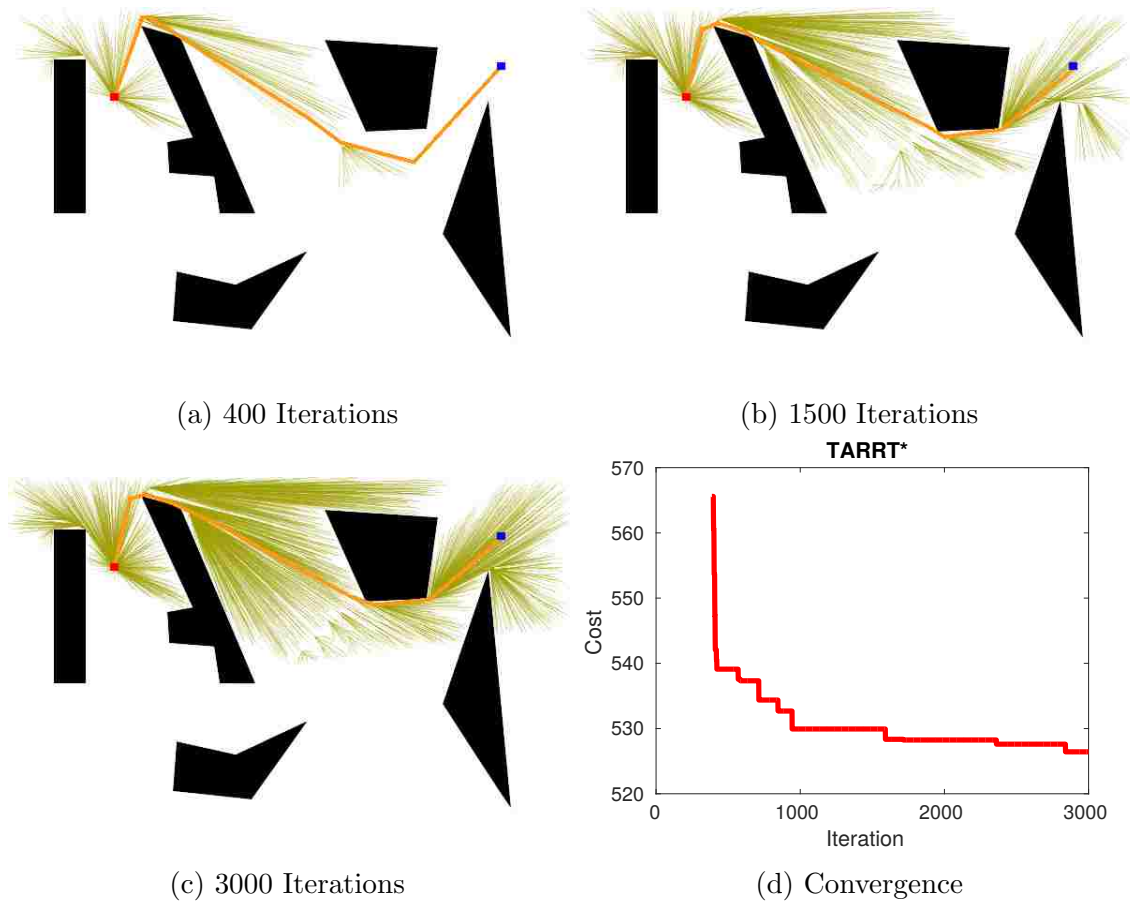 (a) 400 Iterations
(b) 1500 Iterations
(c) 3000 Iterations
TARRT*
570
560
550
540
530
520
Cost
0
1000
2000
3000
Iteration
(d) Convergence